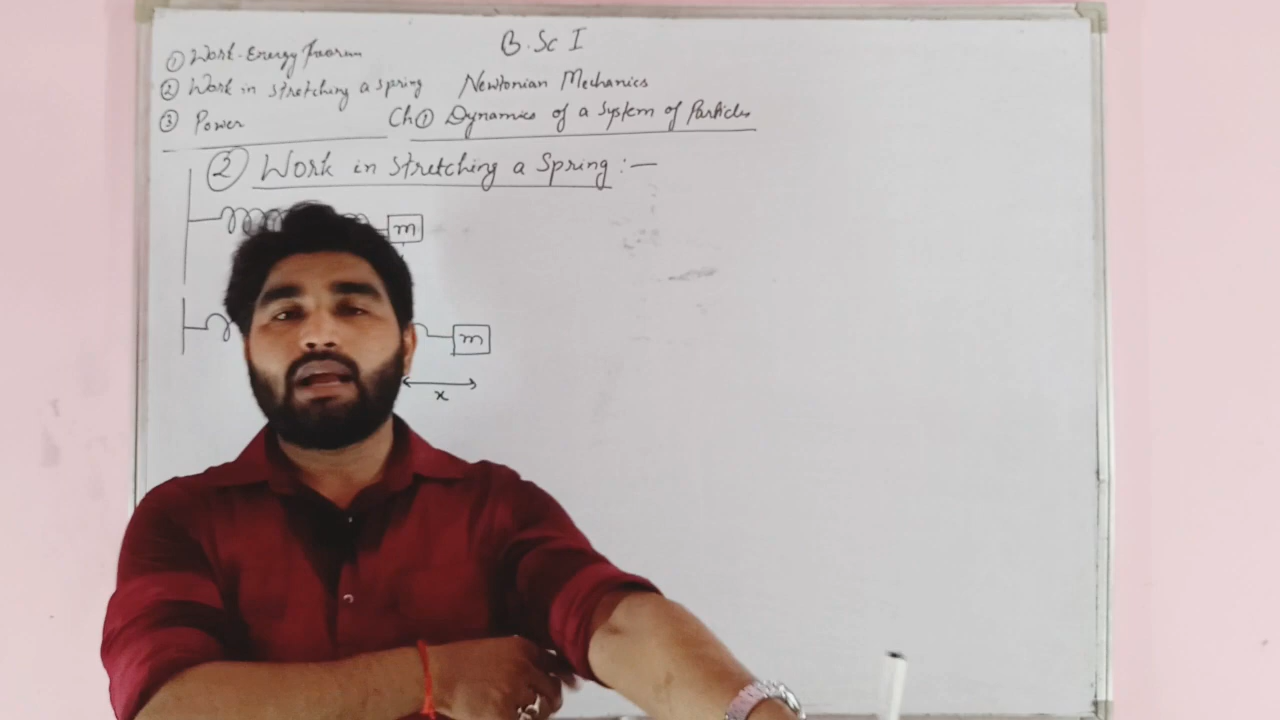 ① Work-Energy Theorem
② Work in stretching a spring
③ Power
B.Sc I
Newtonian Mechanics
Ch① Dynamics of a System of Particles
② Work in Stretching a Spring :—
m
m
x